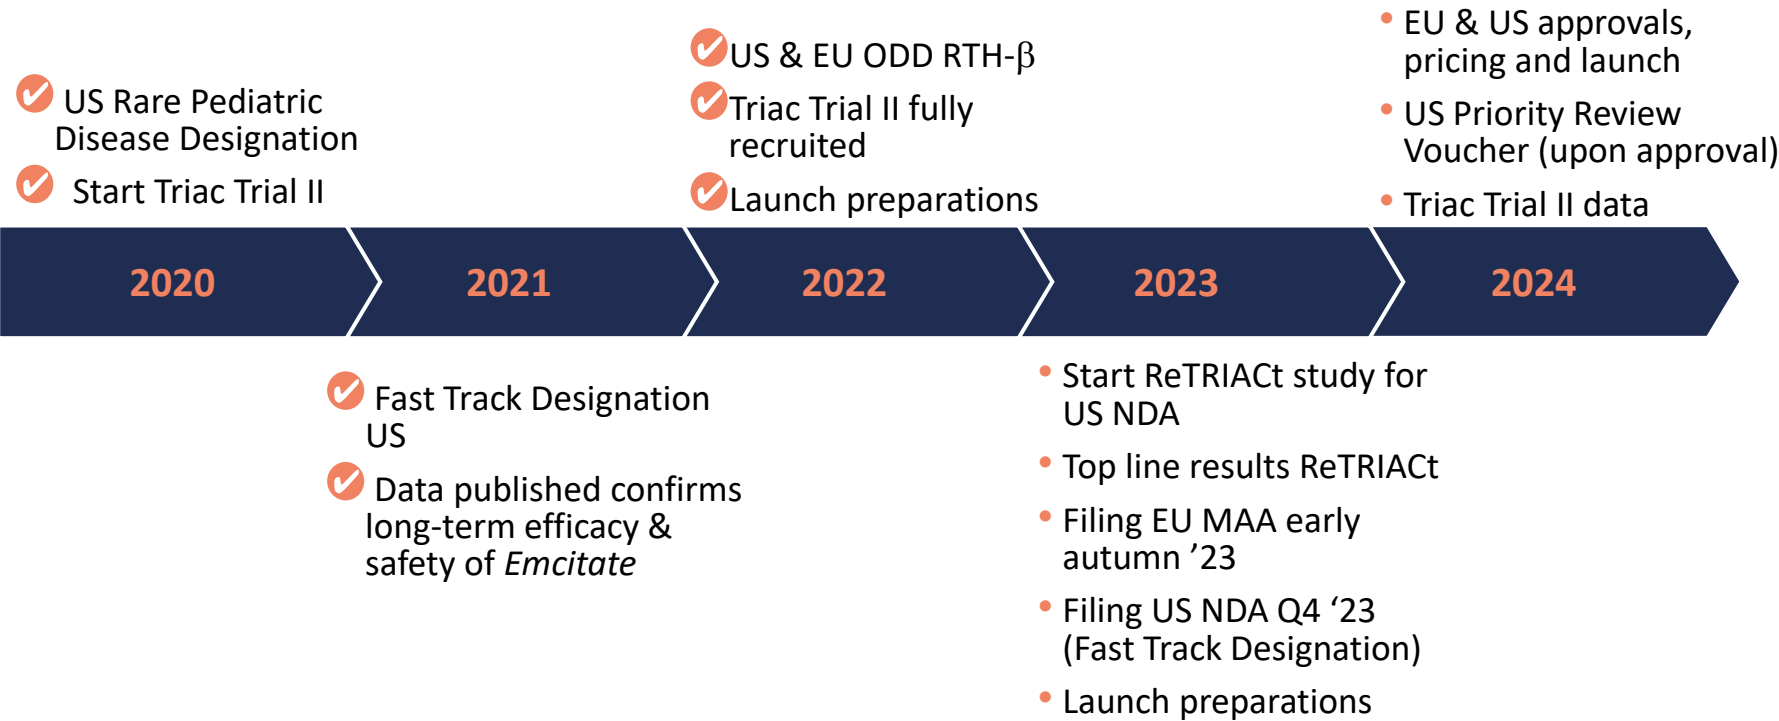 US Rare Pediatric
Disease Designation
Start Triac Trial II
US & EU ODD RTH-β
Triac Trial II fully
recruited
Launch preparations
EU & US approvals,
pricing and launch
US Priority Review
Voucher (upon approval)
Triac Trial II data
2020
2021
2022
2023
2024
Fast Track Designation
US
Data published confirms
long-term efficacy &
safety of Emcitate
Start ReTRIACt study for
US NDA
Top line results ReTRIACt
Filing EU MAA early
autumn ’23
Filing US NDA Q4 ‘23
(Fast Track Designation)
Launch preparations